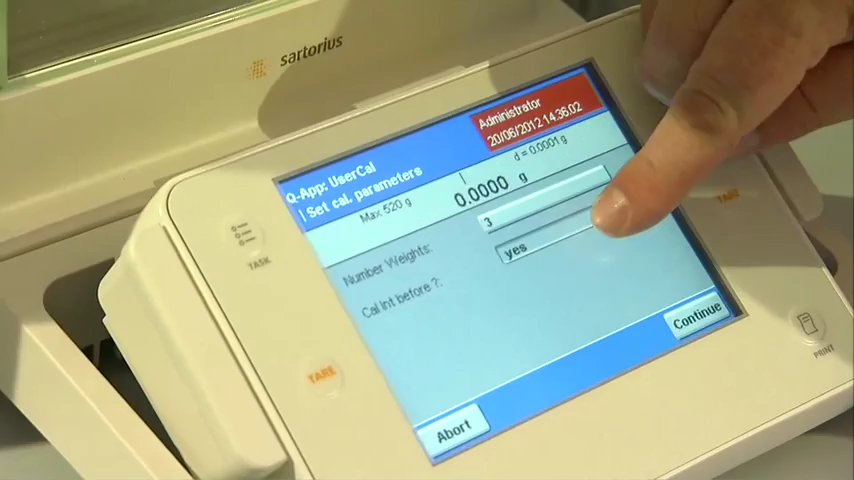 sartorius
Administrator
20/06/2012 14.36.02
Q-App: UserCal
Set cal. parameters
Max 520 g
d = 0.0001 g
0.0000 g
Number Weights:
3
Cal Int before ?:
yes
TASK
TARE
TARE
Continue
Abort
PRINT